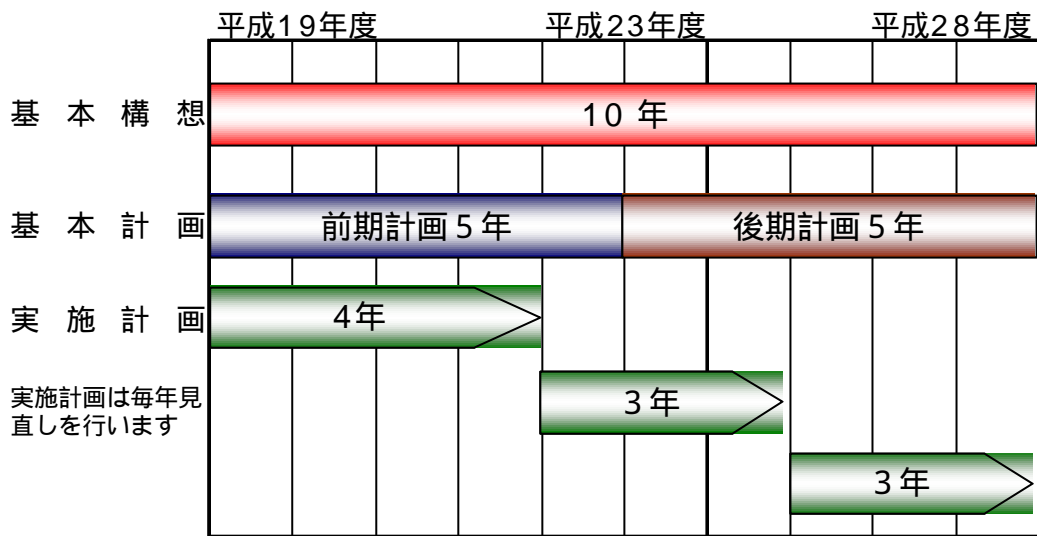 平成19年度 平成23年度 平成28年度
基本構想 10年
基本計画 前期計画5年 後期計画5年
実施計画 4年
実施計画は毎年見
直しを行います
3年
3年